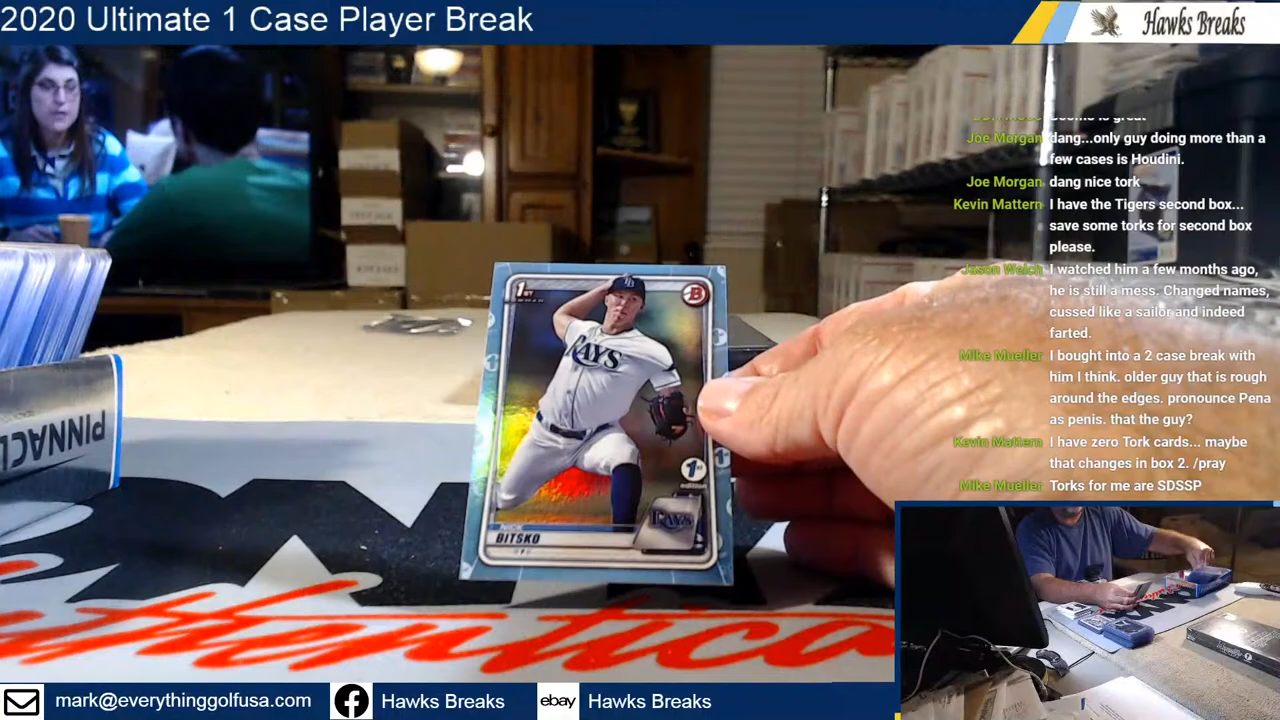 2020 Ultimate 1 Case Player Break
Hawks Breaks
Joe Morgan dang...only guy doing more than a
few cases is Houdini.
Joe Morgan dang nice tork
Kevin Mattern I have the Tigers second box...
save some torks for second box
please.
Jason Welch I watched him a few months ago,
he is still a mess. Changed names,
cussed like a sailor and indeed
farted.
Mike Mueller I bought into a 2 case break with
him I think. older guy that is rough
around the edges. pronounce Pena
as penis. that the guy?
Kevin Mattern I have zero Tork cards... maybe
that changes in box 2. /pray
Mike Mueller Torks for me are SDSSP
1ST
B
TB
RAYS
1st
edition
RAYS
NICK
BITSKO
PINNACL
uthentica
mark@everythinggolfusa.com
Hawks Breaks
ebay
Hawks Breaks